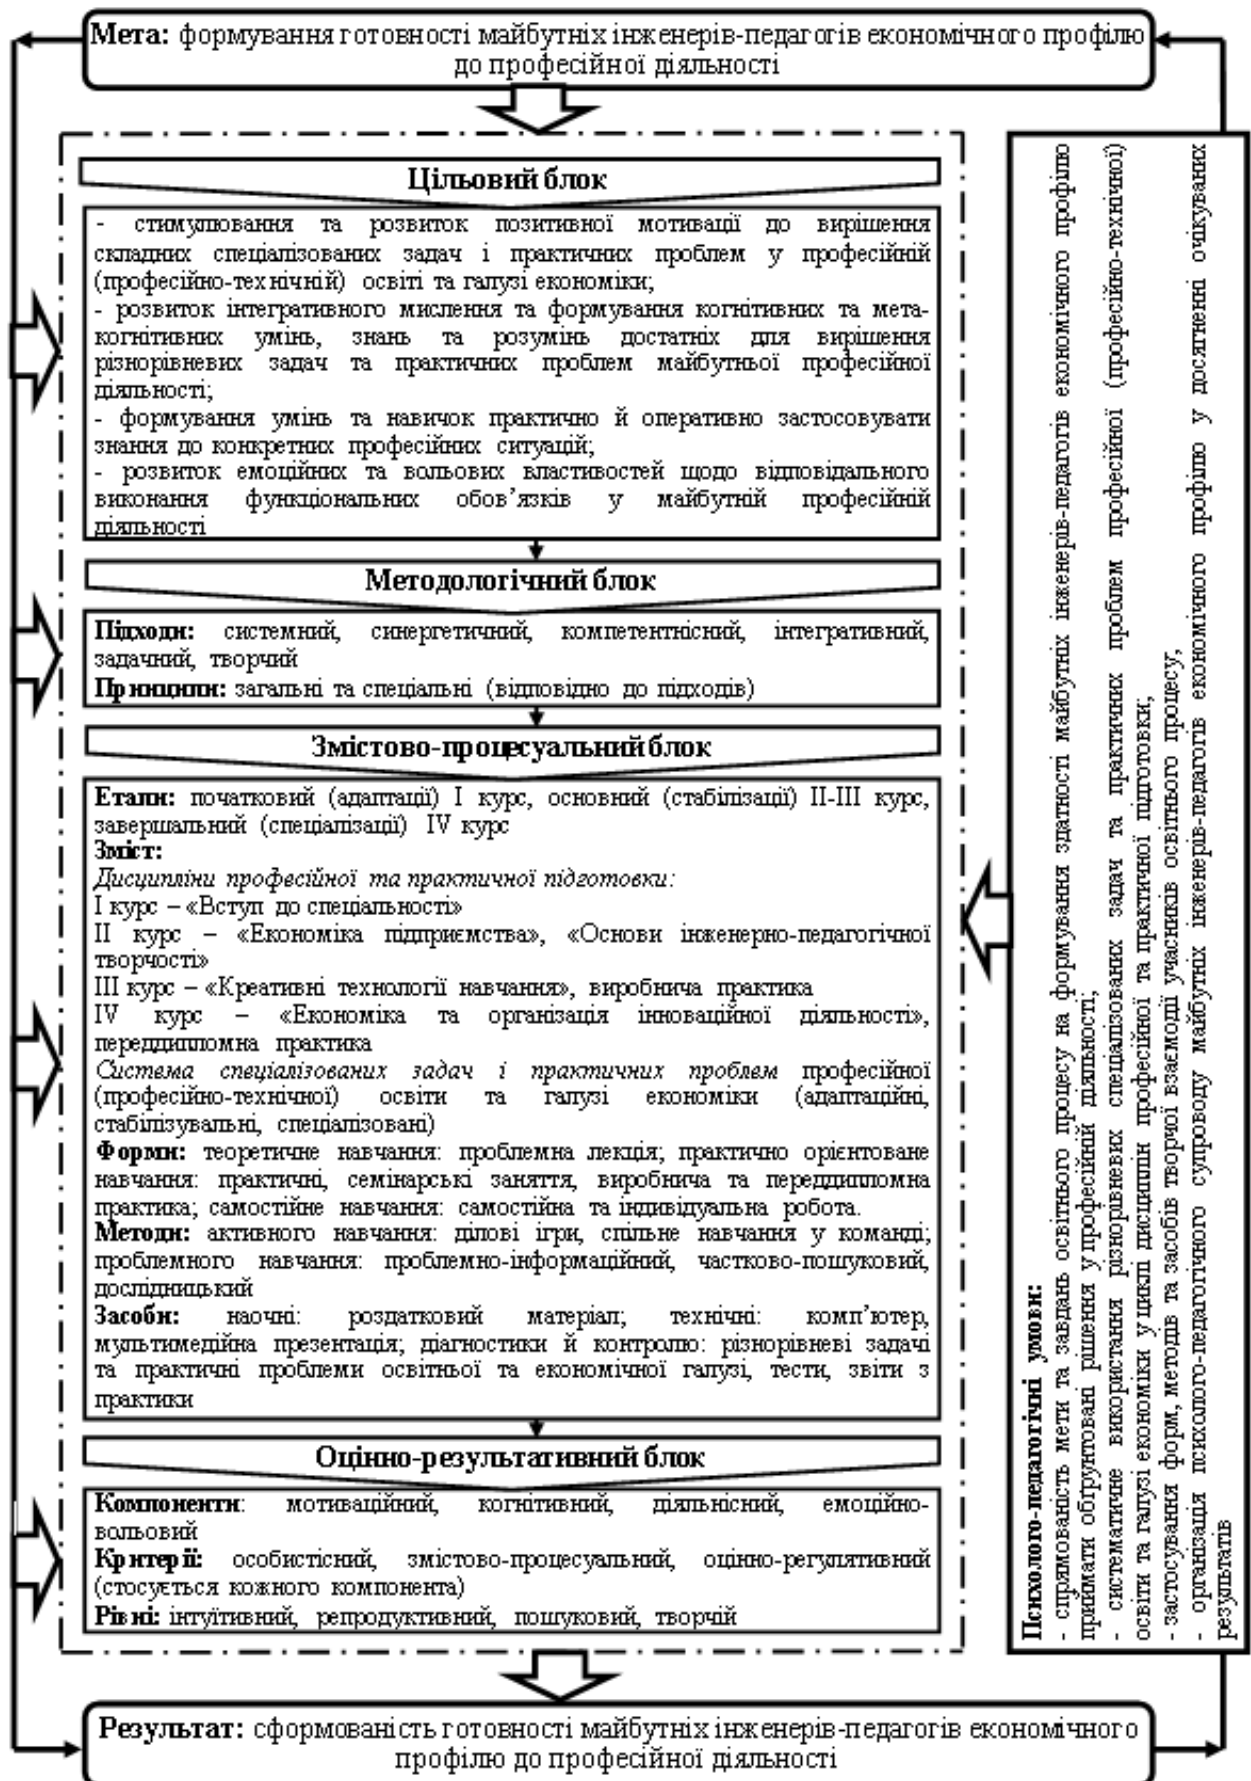 Мета: формування готовності майбутніх інженерів-педагогів економічного профілю
до професійної діяльності
Цільовий блок
- стимулювання та розвиток позитивної мотивації до вирішення
складних спеціалізованих задач і практичних проблем у професійній
(професійно-технічній) освіті та галузі економіки;
- розвиток інтегративного мислення та формування когнітивних та мета-
когнітивних умінь, знань та розумінь достатніх для вирішення
різнорівневих задач та практичних проблем майбутньої професійної
діяльності;
- формування умінь та навичок практично й оперативно застосовувати
знання до конкретних професійних ситуацій;
- розвиток емоційних та вольових властивостей щодо відповідального
виконання функціональних обов’язків у майбутній професійній
діяльності
Методологічний блок
Підходи: системний, синергетичний, компетентнісний, інтегративний,
задачний, творчий
Принципи: загальні та спеціальні (відповідно до підходів)
Змістово-процесуальний блок
Етапи: початковий (адаптації) І курс, основний (стабілізації) ІІ-ІІІ курс,
завершальний (спеціалізації) IV курс
Зміст:
Дисципліни професійної та практичної підготовки:
І курс – «Вступ до спеціальності»
ІІ курс – «Економіка підприємства», «Основи інженерно-педагогічної
творчості»
ІІІ курс – «Креативні технології навчання», виробнича практика
IV курс – «Економіка та організація інноваційної діяльності»,
переддипломна практика
Система спеціалізованих задач і практичних проблем професійної
(професійно-технічної) освіти та галузі економіки (адаптаційні,
стабілізувальні, спеціалізовані)
Форми: теоретичне навчання: проблемна лекція; практично орієнтоване
навчання: практичні, семінарські заняття, виробнича та переддипломна
практика; самостійне навчання: самостійна та індивідуальна робота.
Методи: активного навчання: ділові ігри, спільне навчання у команді;
проблемного навчання: проблемно-інформаційний, частково-пошуковий,
дослідницький
Засоби: наочні: роздатковий матеріал; технічні: комп’ютер,
мультимедійна презентація; діагностики й контролю: різнорівневі задачі
та практичні проблеми освітньої та економічної галузі, тести, звіти з
практики
Оцінно-результативний блок
Компоненти: мотиваційний, когнітивний, діяльнісний, емоційно-
вольовий
Критерії: особистісний, змістово-процесуальний, оцінно-регулятивний
(стосується кожного компонента)
Рівні: інтуїтивний, репродуктивний, пошуковий, творчій
Психолого-педагогічні умови:
- спрямованість мети та завдань освітнього процесу на формування здатності майбутніх інженерів-педагогів економічного профілю
приймати обґрунтовані рішення у професійній діяльності;
- систематичне використання різнорівневих спеціалізованих задач та практичних проблем професійної (професійно-технічної)
освіти та галузі економіки у циклі дисциплін професійної та практичної підготовки;
- застосування форм, методів та засобів творчої взаємодії учасників освітнього процесу;
- організація психолого-педагогічного супроводу майбутніх інженерів-педагогів економічного профілю у досягненні очікуваних
результатів
Результат: сформованість готовності майбутніх інженерів-педагогів економічного
профілю до професійної діяльності